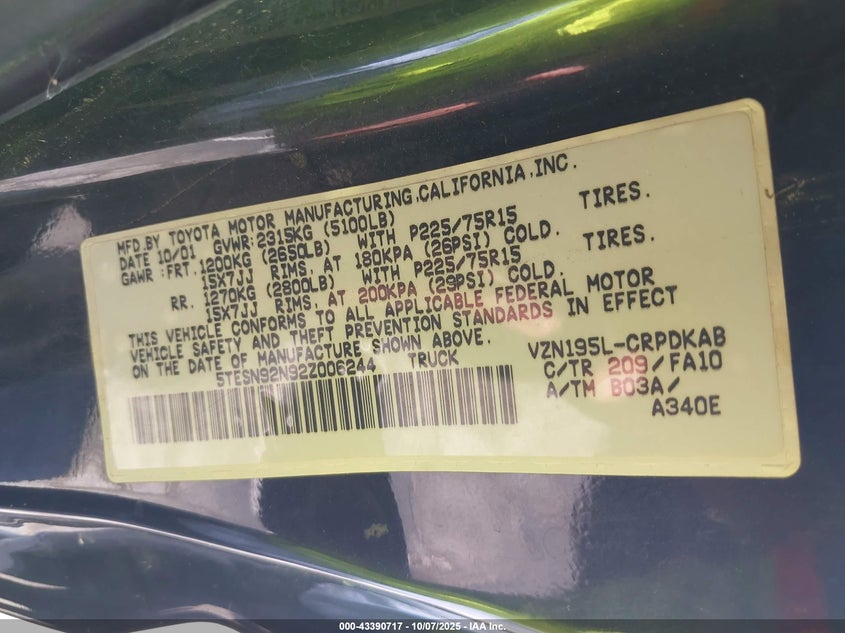 MFD.BY TOYOTA MOTOR MANUFACTURING,CALIFORNIA,INC.
DATE 10/01 GVWR:2315KG (5100LB)
GAWR:FRT. 1200KG (2650LB) WITH P225/75R15 TIRES.
15X7JJ RIMS, AT 180KPA (26PSI) COLD.
RR. 1270KG (2800LB) WITH P225/75R15 TIRES.
15X7JJ RIMS, AT 200KPA (29PSI) COLD.
THIS VEHICLE CONFORMS TO ALL APPLICABLE FEDERAL MOTOR
VEHICLE SAFETY AND THEFT PREVENTION STANDARDS IN EFFECT
ON THE DATE OF MANUFACTURE SHOWN ABOVE.
5TESN92N92Z006244 TRUCK
VZN195L-CRPDKAB
C/TR 209/FA10
A/TM B03A/
A340E
000-43390717 - 10/07/2025 - IAA Inc.